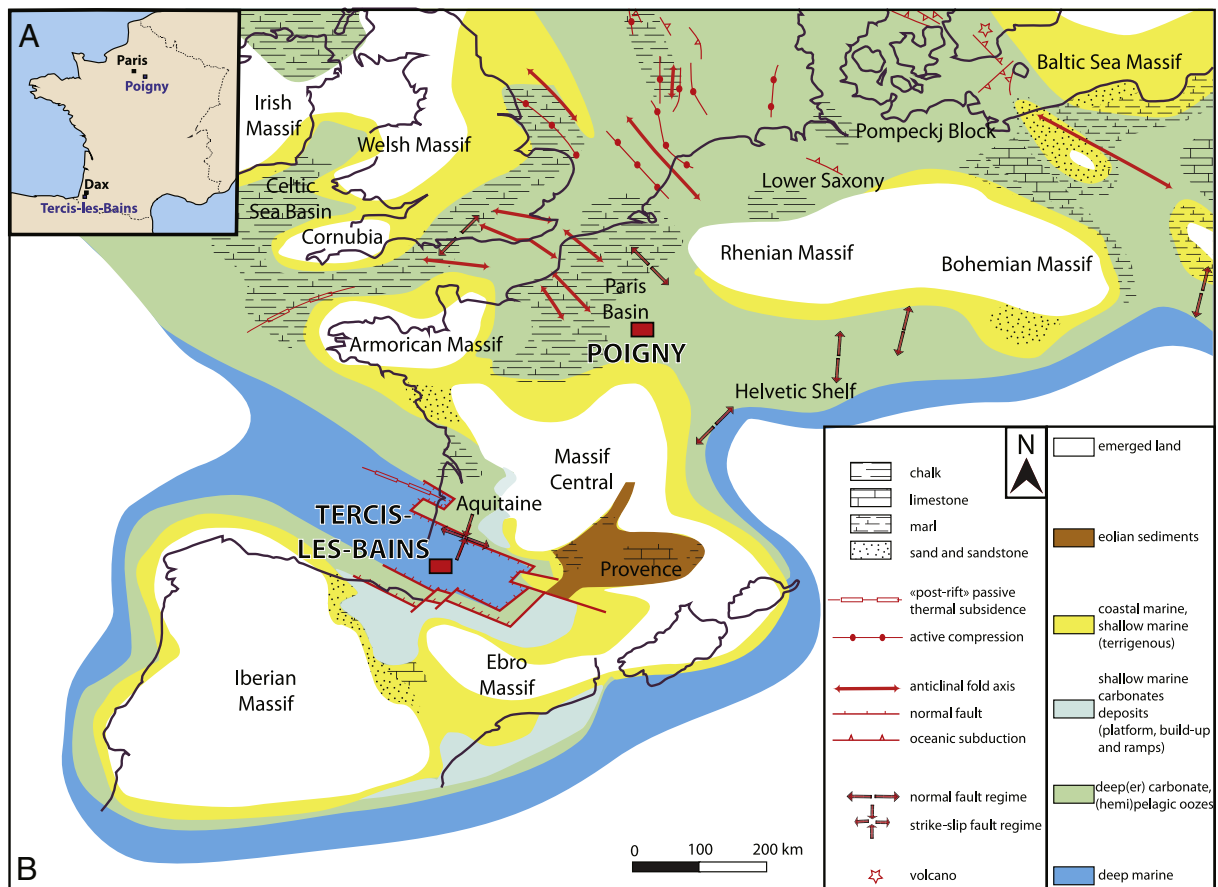 A
Paris
Poigny
Dax
Tercis-les-Bains
Irish
Massif
Welsh Massif
Celtic
Sea Basin
Cornubia
Armorican Massif
Paris
Basin
POIGNY
Baltic Sea Massif
Pompeckj Block
Lower Saxony
Rhenian Massif
Bohemian Massif
Helvetic Shelf
Massif
Central
Aquitaine
TERCIS-
LES-BAINS
Provence
Iberian
Massif
Ebro
Massif
B
0 100 200 km
N
chalk
limestone
marl
sand and sandstone
«post-rift» passive
thermal subsidence
active compression
anticlinal fold axis
normal fault
oceanic subduction
normal fault regime
strike-slip fault regime
volcano
emerged land
eolian sediments
coastal marine,
shallow marine
(terrigenous)
shallow marine
carbonates
deposits
(platform, build-up
and ramps)
deep(er) carbonate,
(hemi)pelagic oozes
deep marine